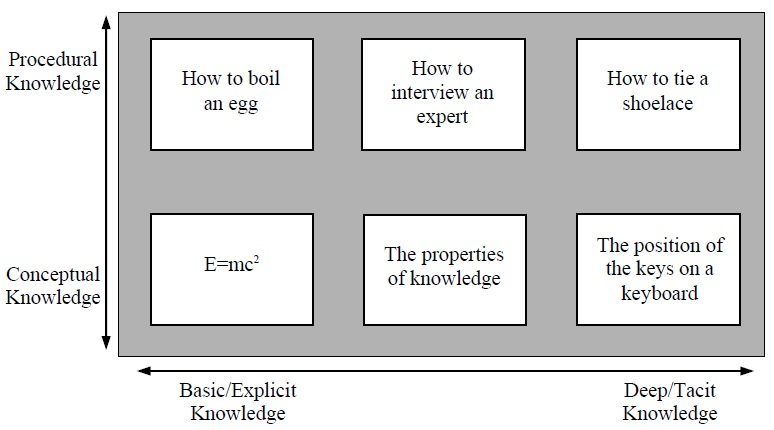 Procedural
Knowledge
How to boil
an egg
How to
interview an
expert
How to tie a
shoelace
Conceptual
Knowledge
E=mc²
The properties
of knowledge
The position of
the keys on a
keyboard
Basic/Explicit
Knowledge
Deep/Tacit
Knowledge